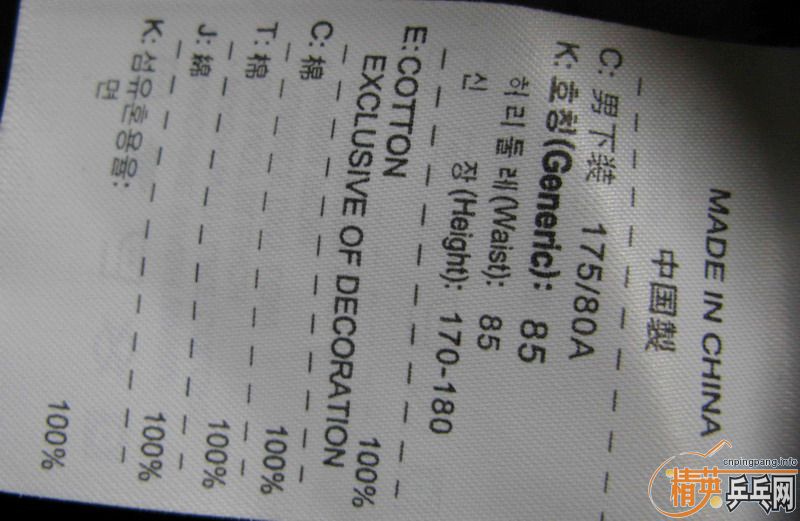 MADE IN CHINA
中国製
C: 男下装 175/80A
K: 호칭(Generic): 85
허리둘레(Waist): 85
신 장(Height): 170-180
E: COTTON 100%
EXCLUSIVE OF DECORATION
C: 棉 100%
T: 棉 100%
J: 綿 100%
K: 섬유혼용율:
면 100%
cnpingpang.info
精英乒乓网